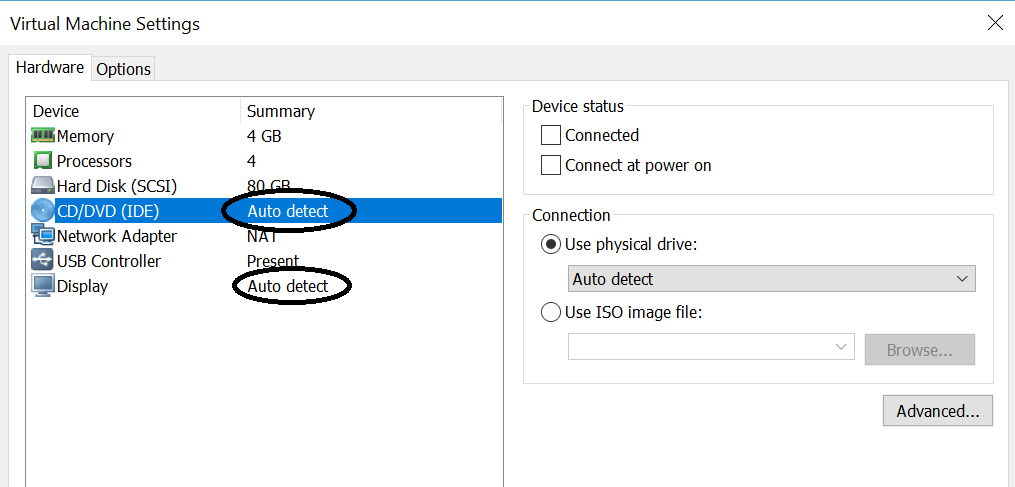 Virtual Machine Settings
Hardware Options
Device Summary
Memory 4 GB
Processors 4
Hard Disk (SCSI) 80 GB
CD/DVD (IDE) Auto detect
Network Adapter NAT
USB Controller Present
Display Auto detect
Device status
Connected
Connect at power on
Connection
Use physical drive:
Auto detect
Use ISO image file:
Browse...
Advanced...